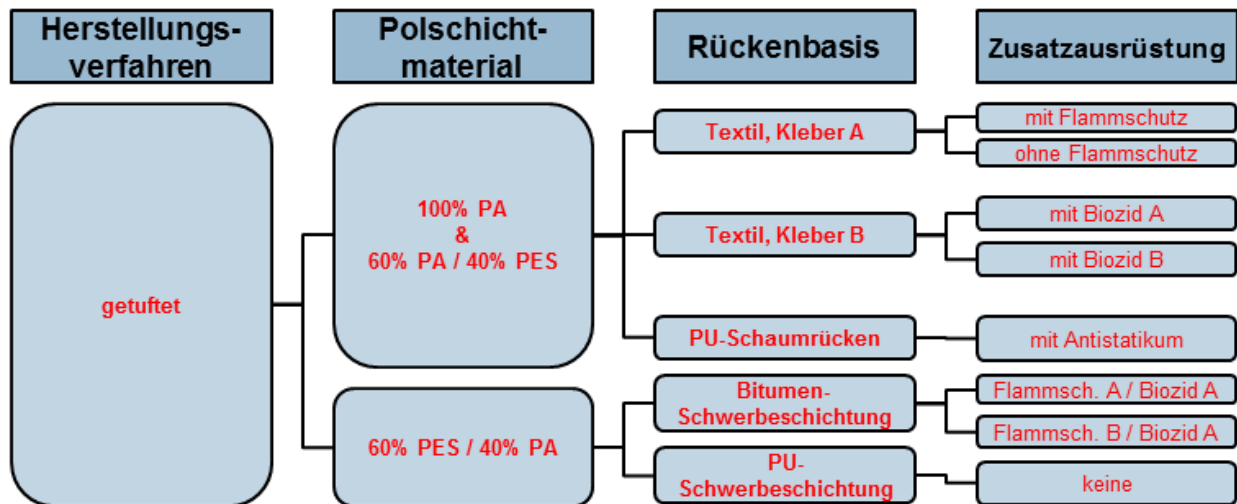 Herstellungs-
verfahren
Polschicht-
material
Rückenbasis
Zusatzausrüstung
getuftet
100% PA
&
60% PA / 40% PES
Textil, Kleber A
mit Flammschutz
ohne Flammschutz
Textil, Kleber B
mit Biozid A
mit Biozid B
PU-Schaumrücken
mit Antistatikum
60% PES / 40% PA
Bitumen-
Schwerbeschichtung
Flammsch. A / Biozid A
Flammsch. B / Biozid A
PU-
Schwerbeschichtung
keine